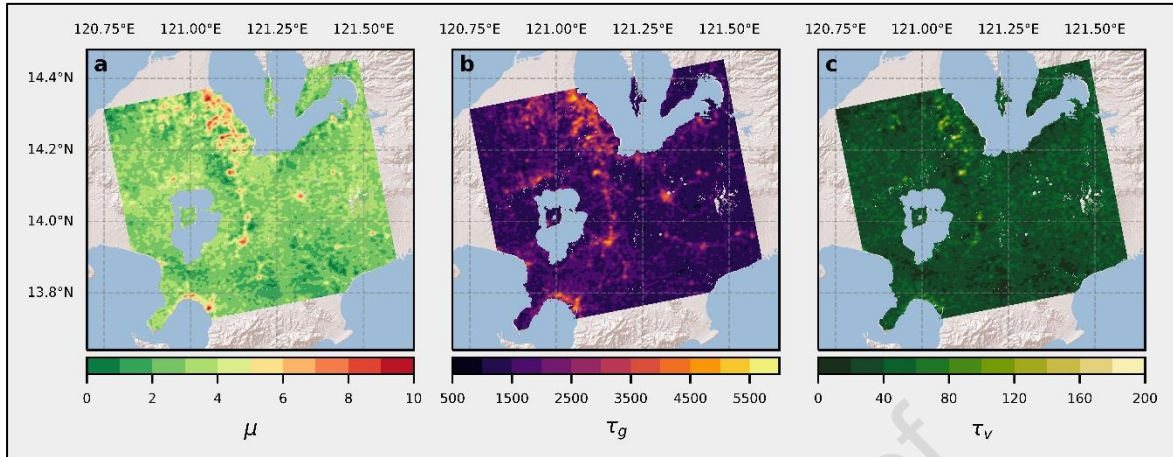 120.75°E 121.00°E 121.25°E 121.50°E 120.75°E 121.00°E 121.25°E 121.50°E 120.75°E 121.00°E 121.25°E 121.50°E
a b c
14.4°N
14.2°N
14.0°N
13.8°N
0 2 4 6 8 10 500 1500 2500 3500 4500 5500 0 40 80 120 160 200
μ τg τv
of